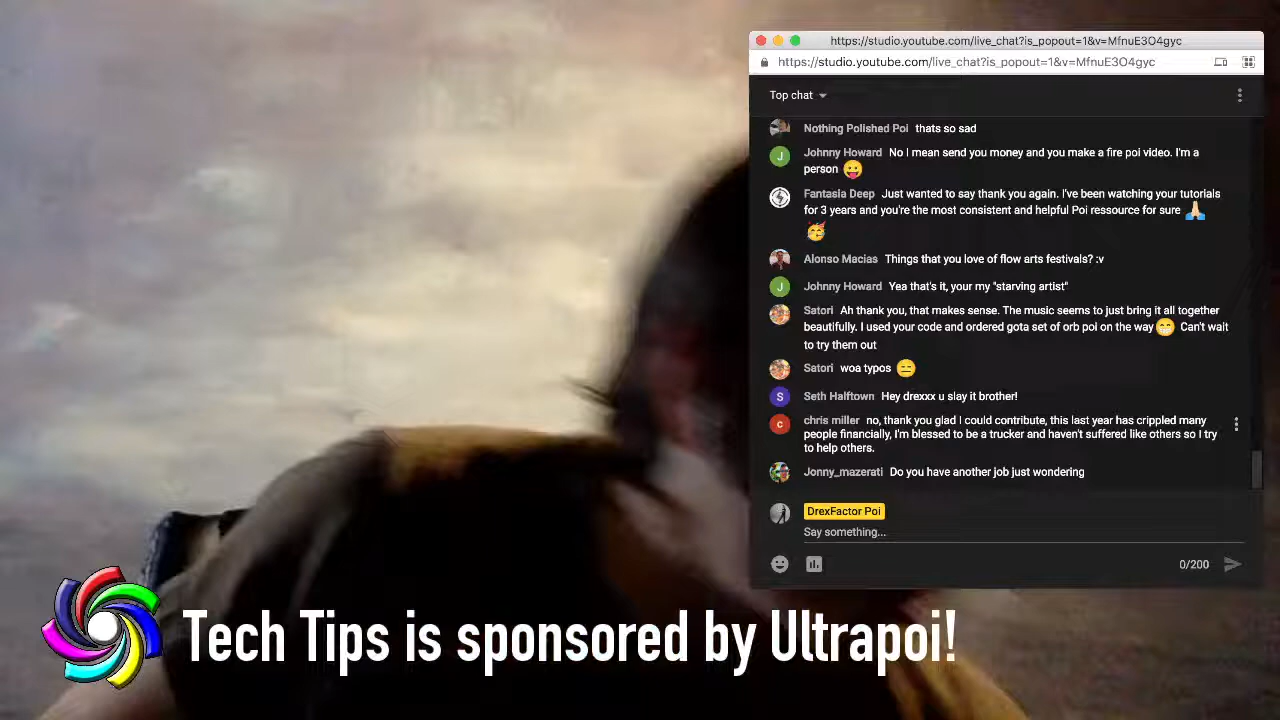 https://studio.youtube.com/live_chat?is_popout=1&v=MfnuE3O4gyc
https://studio.youtube.com/live_chat?is_popout=1&v=MfnuE3O4gyc
Top chat
Nothing Polished Poi thats so sad
Johnny Howard No I mean send you money and you make a fire poi video. I'm a
person 😛
Fantasia Deep Just wanted to say thank you again. I've been watching your tutorials
for 3 years and you're the most consistent and helpful Poi ressource for sure 🙏
🥳
Alonso Macias Things that you love of flow arts festivals? :v
J Johnny Howard Yea that's it, your my "starving artist"
Satori Ah thank you, that makes sense. The music seems to just bring it all together
beautifully. I used your code and ordered gota set of orb poi on the way 😁 Can't wait
to try them out
Satori woa typos 😑
S Seth Halftown Hey drexxx u slay it brother!
c chris miller no, thank you glad I could contribute, this last year has crippled many
people financially, I'm blessed to be a trucker and haven't suffered like others so I try
to help others.
Jonny_mazerati Do you have another job just wondering
DrexFactor Poi
Say something...
0/200
Tech Tips is sponsored by Ultrapoi!